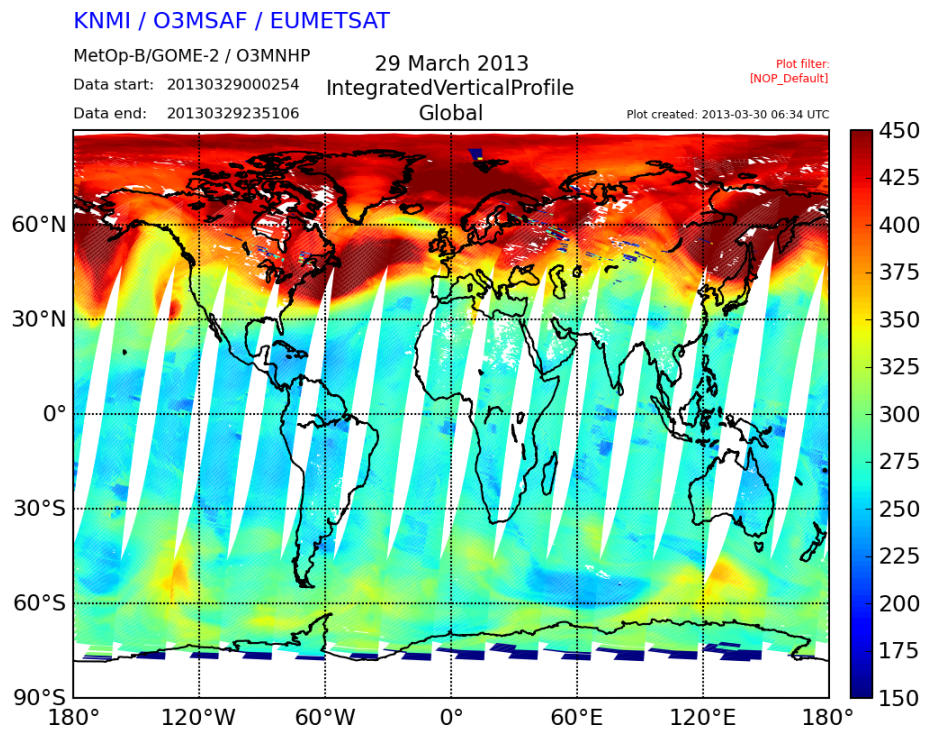 KNMI / O3MSAF / EUMETSAT
MetOp-B/GOME-2 / O3MNHP
Data start: 20130329000254
Data end: 20130329235106
29 March 2013
IntegratedVerticalProfile
Global
Plot filter:
[NOP_Default]
Plot created: 2013-03-30 06:34 UTC
60°N
30°N
0°
30°S
60°S
90°S
180° 120°W 60°W 0° 60°E 120°E 180°
450
425
400
375
350
325
300
275
250
225
200
175
150